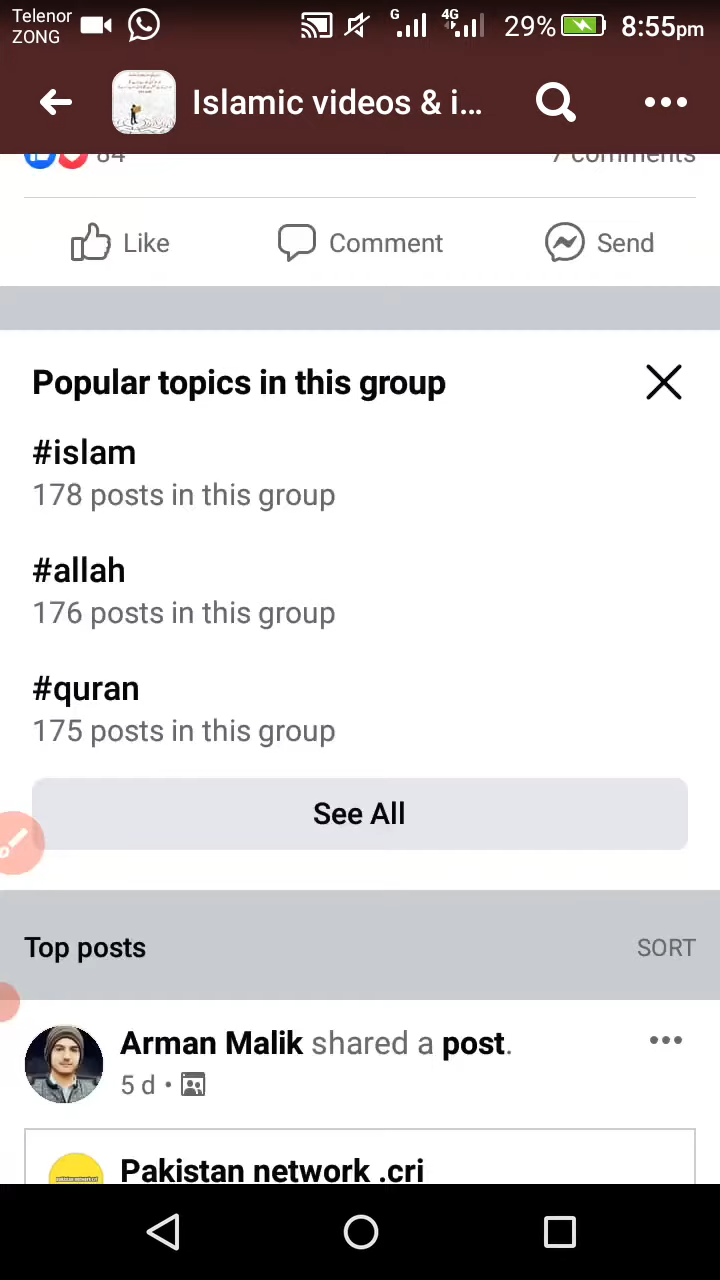 Telenor
ZONG
G
4G
29%
8:55pm
Islamic videos & i...
84
7 comments
Like
Comment
Send
Popular topics in this group
#islam
178 posts in this group
#allah
176 posts in this group
#quran
175 posts in this group
See All
Top posts
SORT
Arman Malik shared a post.
5 d
Pakistan network .cri